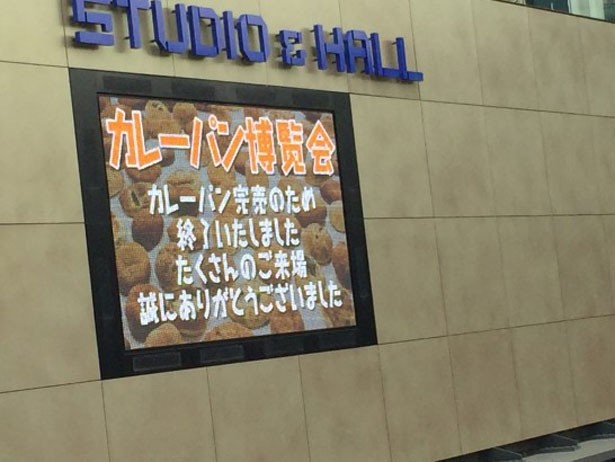 STUDIO & HALL
カレーパン博覧会
カレーパン完売のため
終了いたしました
たくさんのご来場
誠にありがとうございました